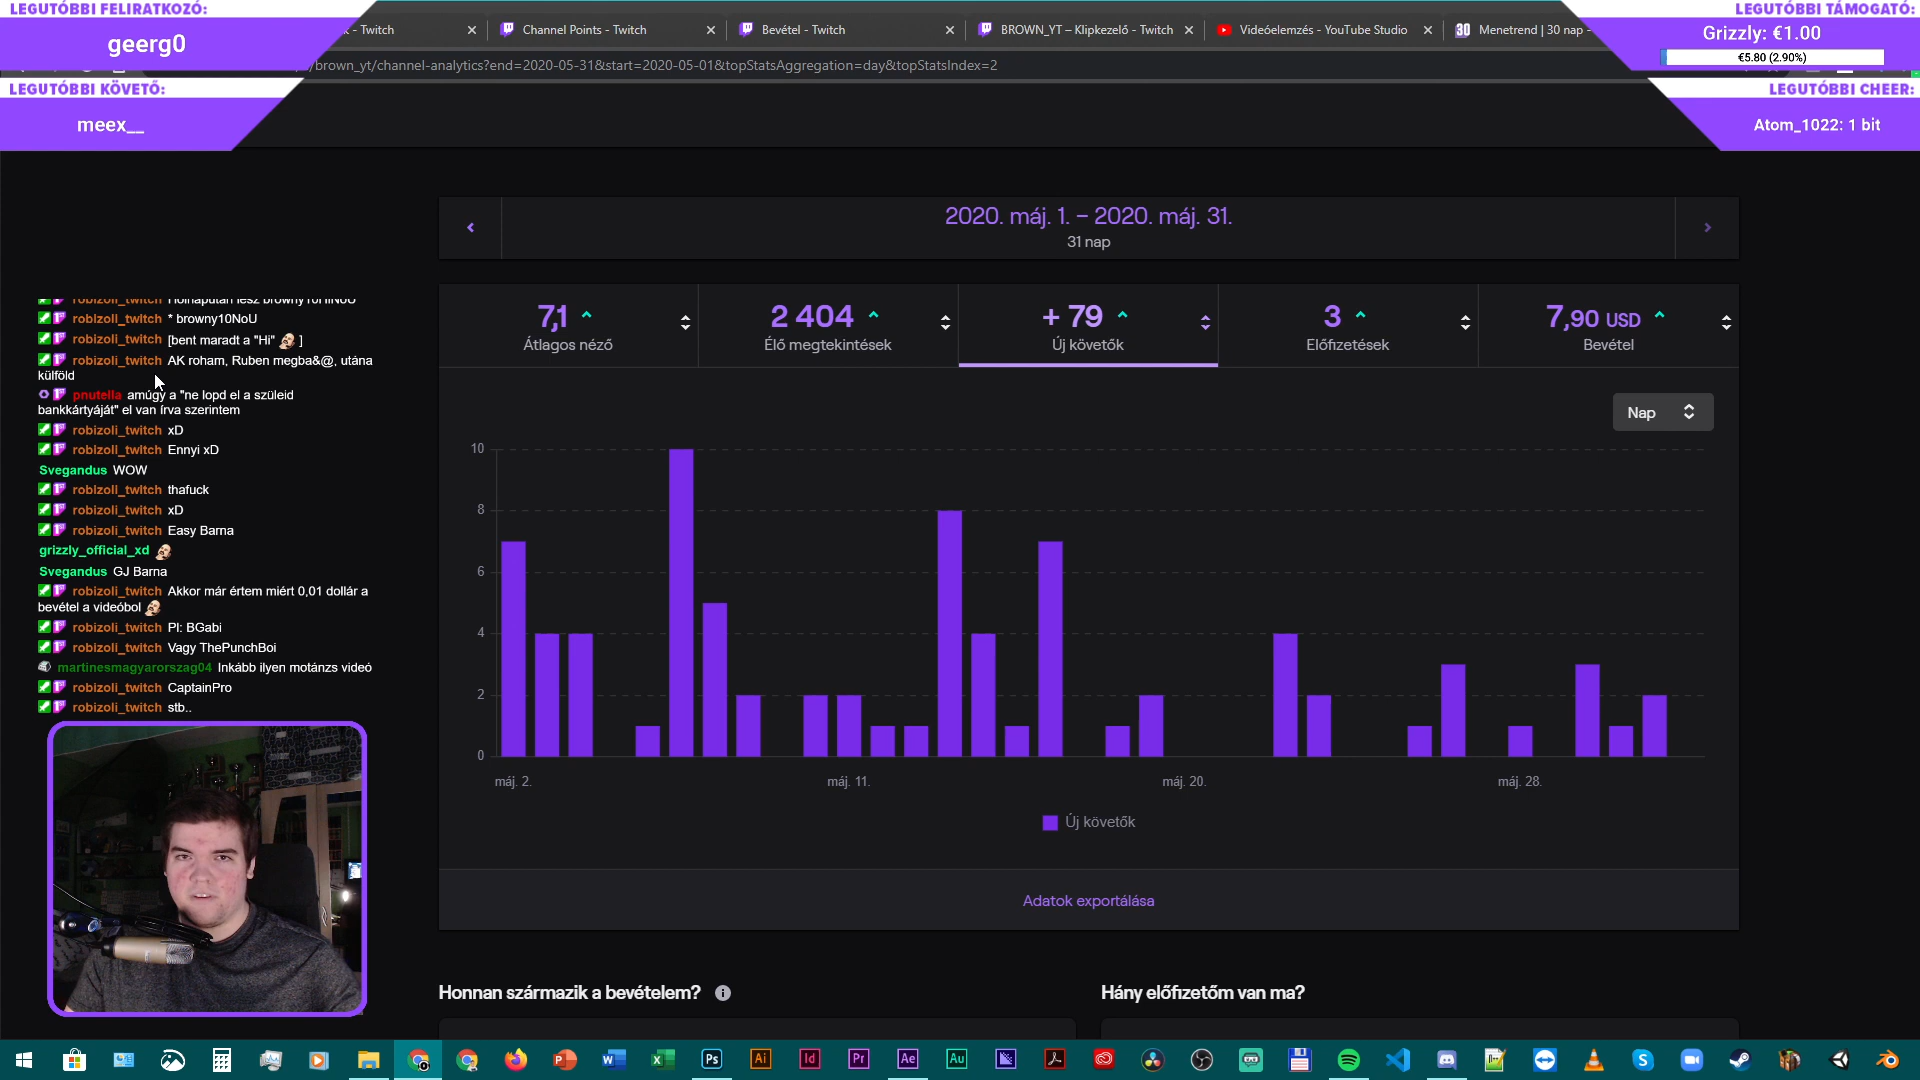 LEGUTÓBBI FELIRATKOZÓ:
geerg0
LEGUTÓBBI KÖVETŐ:
meex__
- Twitch
Channel Points - Twitch
Bevétel - Twitch
BROWN_YT – Klipkezelő - Twitch
Videóelemzés - YouTube Studio
30 Menetrend | 30 nap -
/brown_yt/channel-analytics?end=2020-05-31&start=2020-05-01&topStatsAggregation=day&topStatsIndex=2
LEGUTÓBBI TÁMOGATÓ:
Grizzly: €1.00
€5.80 (2.90%)
LEGUTÓBBI CHEER:
Atom_1022: 1 bit
2020. máj. 1. – 2020. máj. 31.
31 nap
7,1
Átlagos néző
2 404
Élő megtekintések
+ 79
Új követők
3
Előfizetések
7,90 USD
Bevétel
robizoli_twitch Holnapután lesz browny10HiNoU
robizoli_twitch * browny10NoU
robizoli_twitch [bent maradt a "Hi" ]
robizoli_twitch AK roham, Ruben megba&@, utána
külföld
pnutella amúgy a "ne lopd el a szüleid
bankkártyáját" el van írva szerintem
robizoli_twitch xD
robizoli_twitch Ennyi xD
Svegandus WOW
robizoli_twitch thafuck
robizoli_twitch xD
robizoli_twitch Easy Barna
grizzly_official_xd
Svegandus GJ Barna
robizoli_twitch Akkor már értem miért 0,01 dollár a
bevétel a videóbol
robizoli_twitch Pl: BGabi
robizoli_twitch Vagy ThePunchBoi
martinesmagyarorszag04 Inkább ilyen motánzs videó
robizoli_twitch CaptainPro
robizoli_twitch stb..
Nap
10
8
6
4
2
0
máj. 2.
máj. 11.
máj. 20.
máj. 28.
Új követők
Adatok exportálása
Honnan származik a bevételem?
Hány előfizetőm van ma?